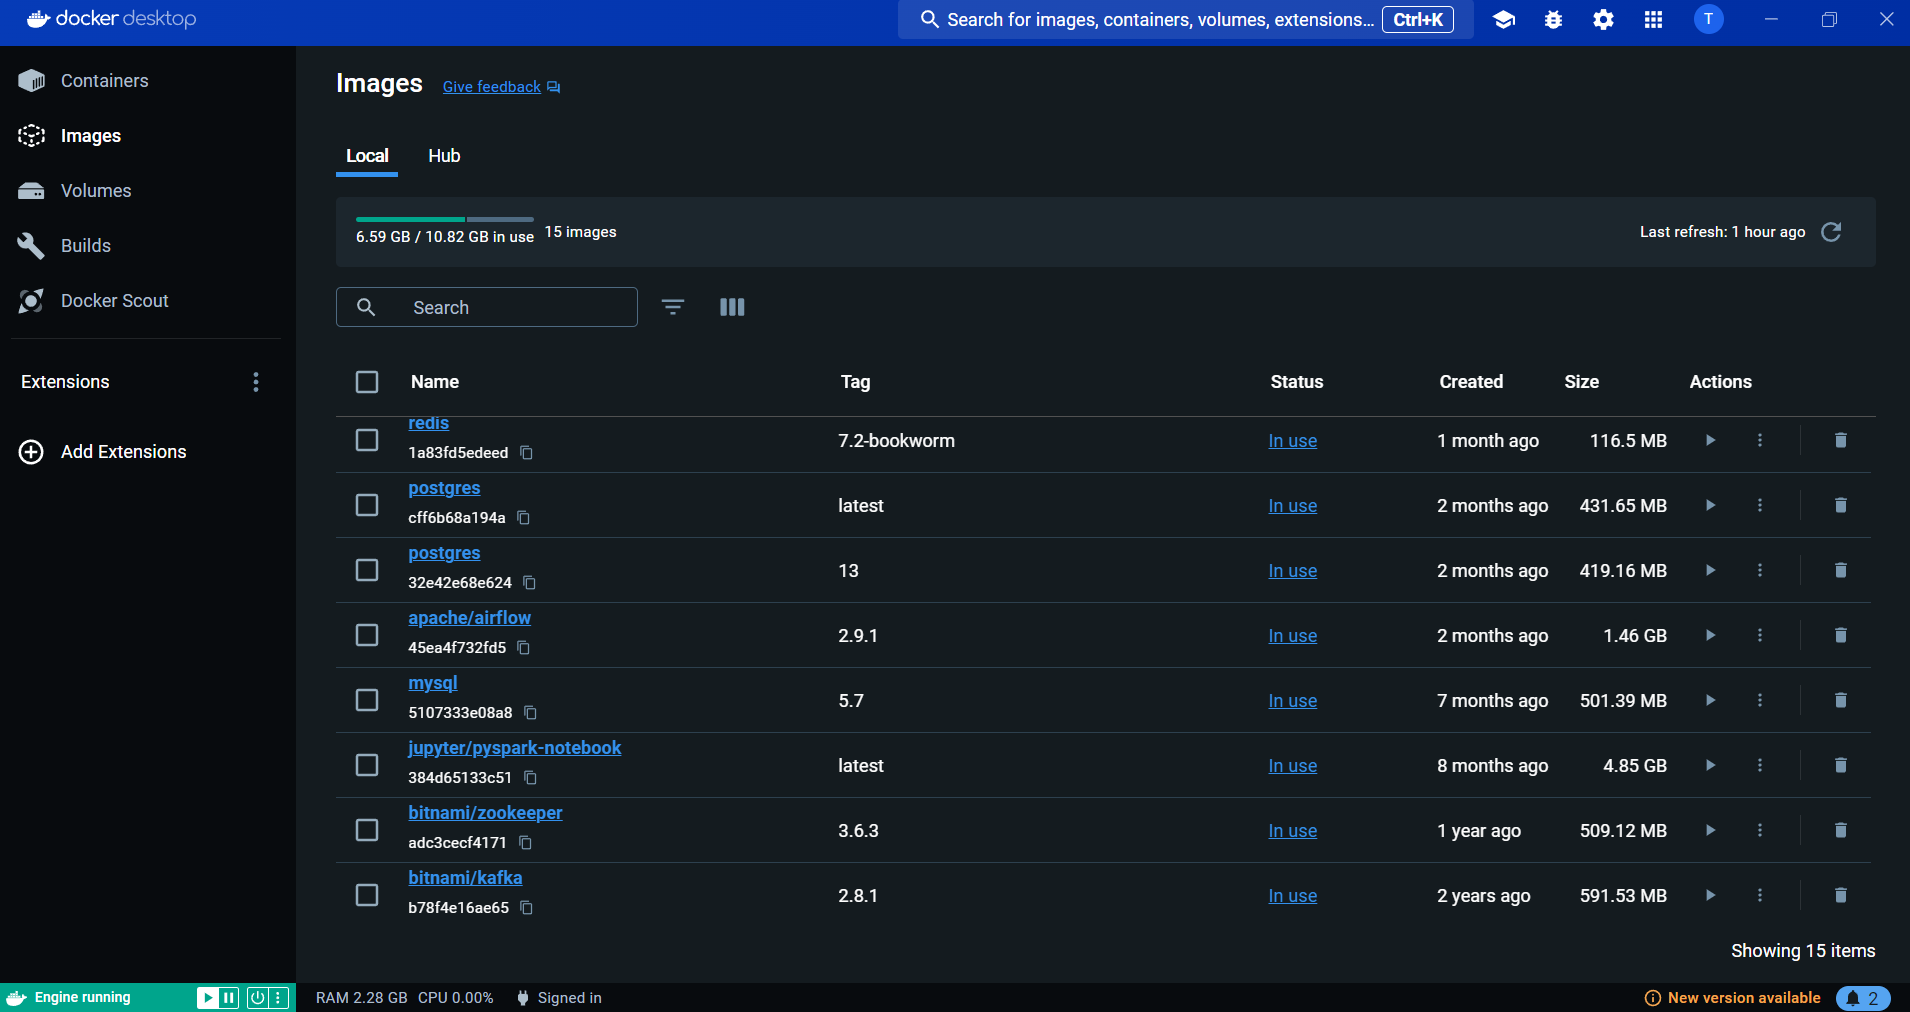 docker desktop
Search for images, containers, volumes, extensions... Ctrl+K
T
Containers
Images
Volumes
Builds
Docker Scout
Extensions
Add Extensions
Images Give feedback
Local Hub
6.59 GB / 10.82 GB in use 15 images
Last refresh: 1 hour ago
Search
Name Tag Status Created Size Actions
redis
1a83fd5edeed
7.2-bookworm In use 1 month ago 116.5 MB
postgres
cff6b68a194a
latest In use 2 months ago 431.65 MB
postgres
32e42e68e624
13 In use 2 months ago 419.16 MB
apache/airflow
45ea4f732fd5
2.9.1 In use 2 months ago 1.46 GB
mysql
5107333e08a8
5.7 In use 7 months ago 501.39 MB
jupyter/pyspark-notebook
384d65133c51
latest In use 8 months ago 4.85 GB
bitnami/zookeeper
adc3cecf4171
3.6.3 In use 1 year ago 509.12 MB
bitnami/kafka
b78f4e16ae65
2.8.1 In use 2 years ago 591.53 MB
Showing 15 items
Engine running
RAM 2.28 GB CPU 0.00% Signed in
New version available 2